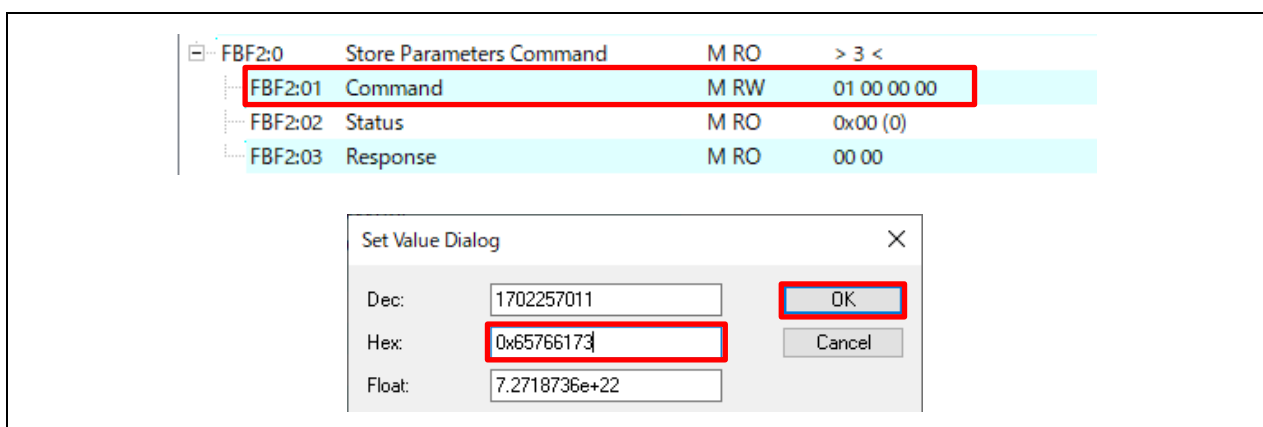 FBF2:0 Store Parameters Command M RO > 3 <
FBF2:01 Command M RW 01 00 00 00
FBF2:02 Status M RO 0x00 (0)
FBF2:03 Response M RO 00 00
Set Value Dialog
Dec: 1702257011 OK
Hex: 0x65766173 Cancel
Float: 7.2718736e+22